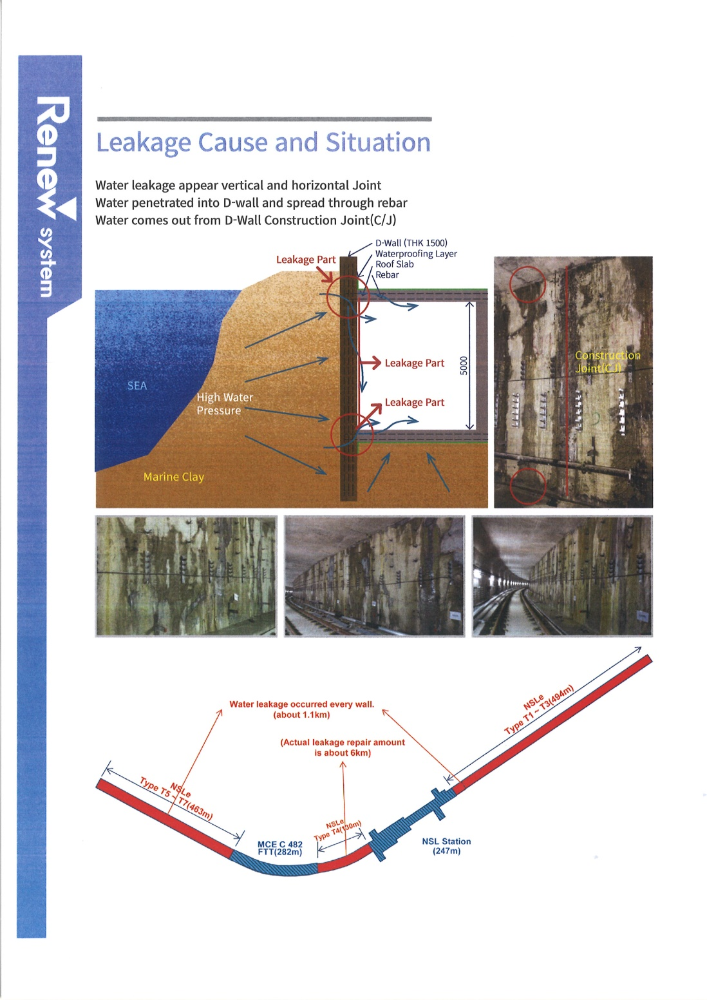 Renew system
Leakage Cause and Situation
Water leakage appear vertical and horizontal Joint
Water penetrated into D-wall and spread through rebar
Water comes out from D-Wall Construction Joint(C/J)
D-Wall (THK 1500)
Waterproofing Layer
Roof Slab
Rebar
Leakage Part
Leakage Part
Leakage Part
5000
SEA
High Water
Pressure
Marine Clay
Construction
Joint(CJ)
Water leakage occurred every wall.
(about 1.1km)
(Actual leakage repair amount
is about 6km)
NSLe
Type T1 ~ T3(494m)
NSLe
Type T5 ~ T7(463m)
NSLe
Type T4(130m)
MCE C 482
FTT(282m)
NSL Station
(247m)